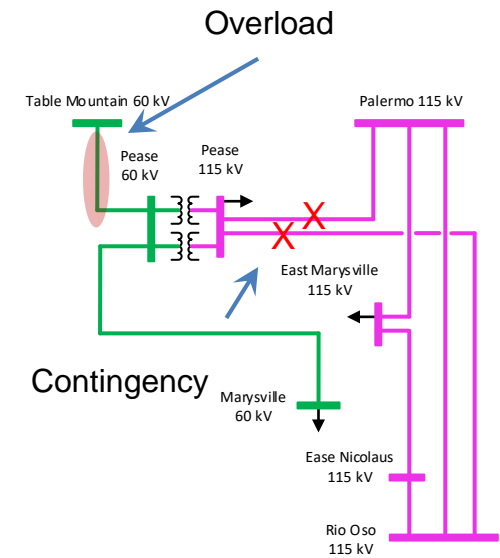 Overload
Table Mountain 60 kV
Palermo 115 kV
Pease
60 kV
Pease
115 kV
X
X
East Marysville
115 kV
Contingency
Marysville
60 kV
Ease Nicolaus
115 kV
Rio Oso
115 kV